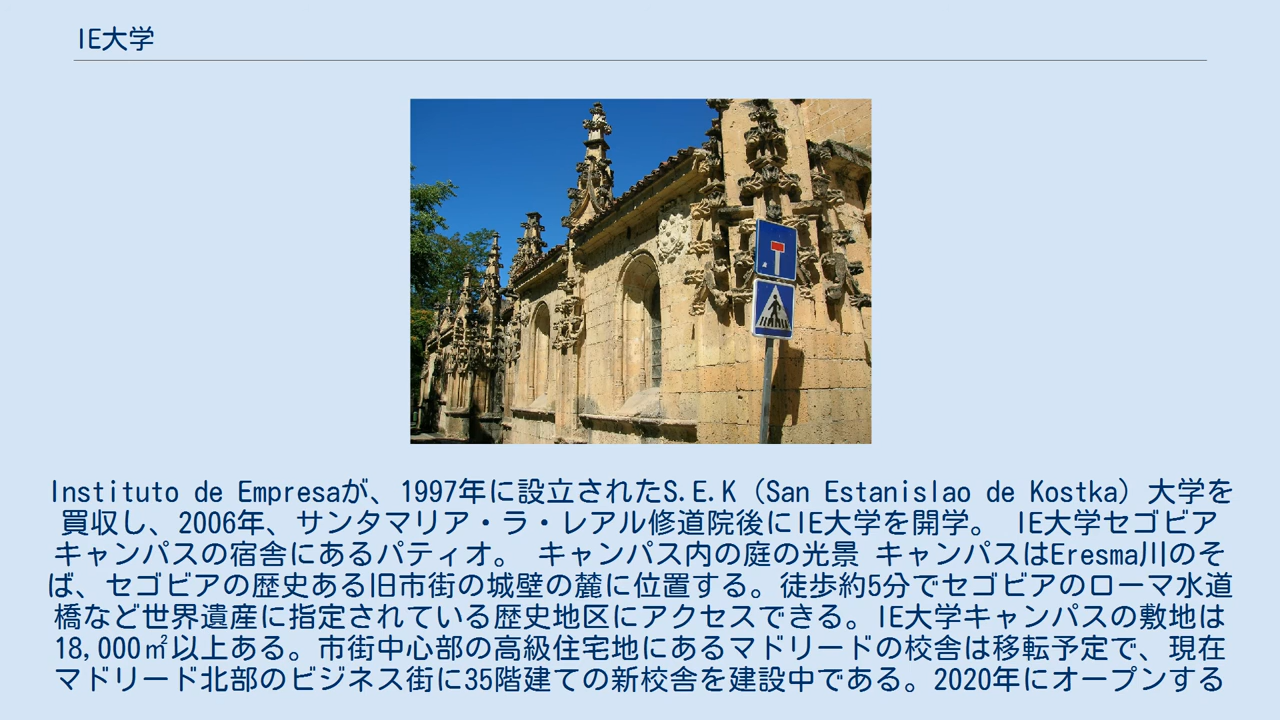 IE大学
Instituto de Empresaが、1997年に設立されたS.E.K（San Estanislao de Kostka）大学を
買収し、2006年、サンタマリア・ラ・レアル修道院後にIE大学を開学。 IE大学セゴビア
キャンパスの宿舎にあるパティオ。 キャンパス内の庭の光景 キャンパスはEresma川のそ
ば、セゴビアの歴史ある旧市街の城壁の麓に位置する。徒歩約5分でセゴビアのローマ水道
橋など世界遺産に指定されている歴史地区にアクセスできる。IE大学キャンパスの敷地は
18,000㎡以上ある。市街中心部の高級住宅地にあるマドリードの校舎は移転予定で、現在
マドリード北部のビジネス街に35階建ての新校舎を建設中である。2020年にオープンする